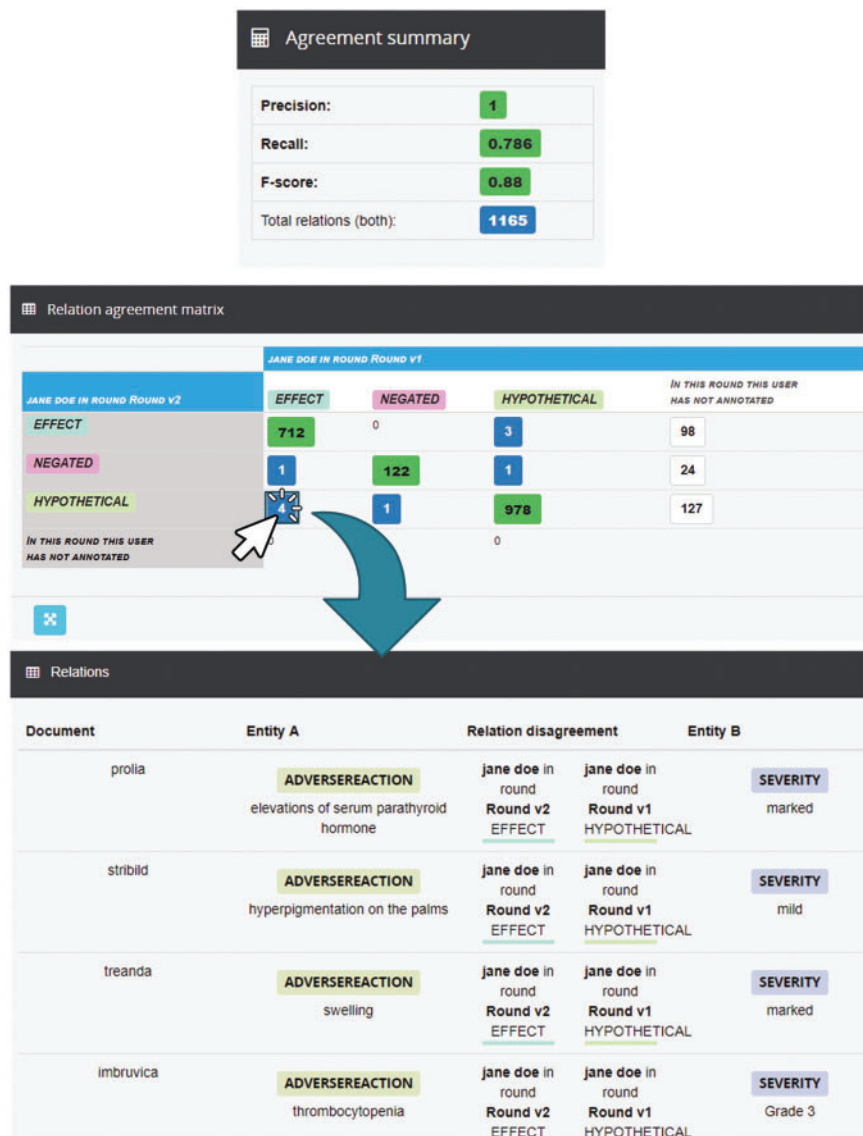 Agreement summary
Precision: 1
Recall: 0.786
F-score: 0.88
Total relations (both): 1165
Relation agreement matrix
JANE DOE IN ROUND ROUND V1
JANE DOE IN ROUND ROUND V2 EFFECT NEGATED HYPOTHETICAL IN THIS ROUND THIS USER HAS NOT ANNOTATED
EFFECT 712 0 3 98
NEGATED 1 122 1 24
HYPOTHETICAL 4 1 978 127
IN THIS ROUND THIS USER HAS NOT ANNOTATED 0 0
Relations
Document Entity A Relation disagreement Entity B
prolia ADVERSEREACTION jane doe in jane doe in SEVERITY
elevations of serum parathyroid round round marked
hormone Round v2 Round v1
EFFECT HYPOTHETICAL
stribild ADVERSEREACTION jane doe in jane doe in SEVERITY
hyperpigmentation on the palms round round mild
Round v2 Round v1
EFFECT HYPOTHETICAL
treanda ADVERSEREACTION jane doe in jane doe in SEVERITY
swelling round round marked
Round v2 Round v1
EFFECT HYPOTHETICAL
imbruvica ADVERSEREACTION jane doe in jane doe in SEVERITY
thrombocytopenia round round Grade 3
Round v2 Round v1
EFFECT HYPOTHETICAL